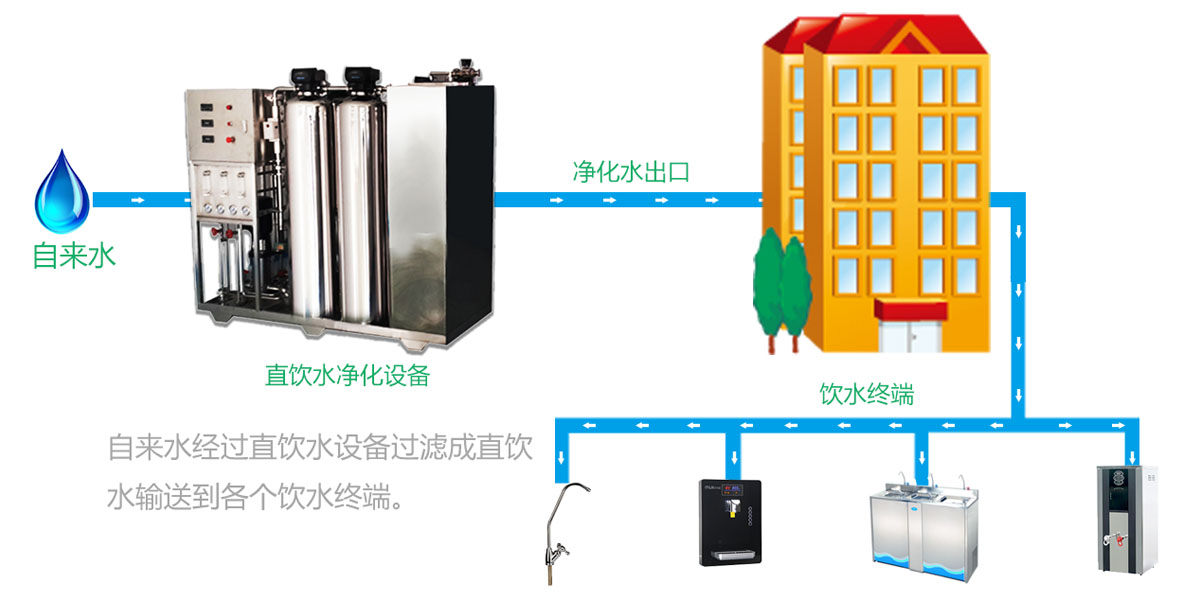 净化水出口
自来水
直饮水净化设备
饮水终端
自来水经过直饮水设备过滤成直饮
水输送到各个饮水终端。